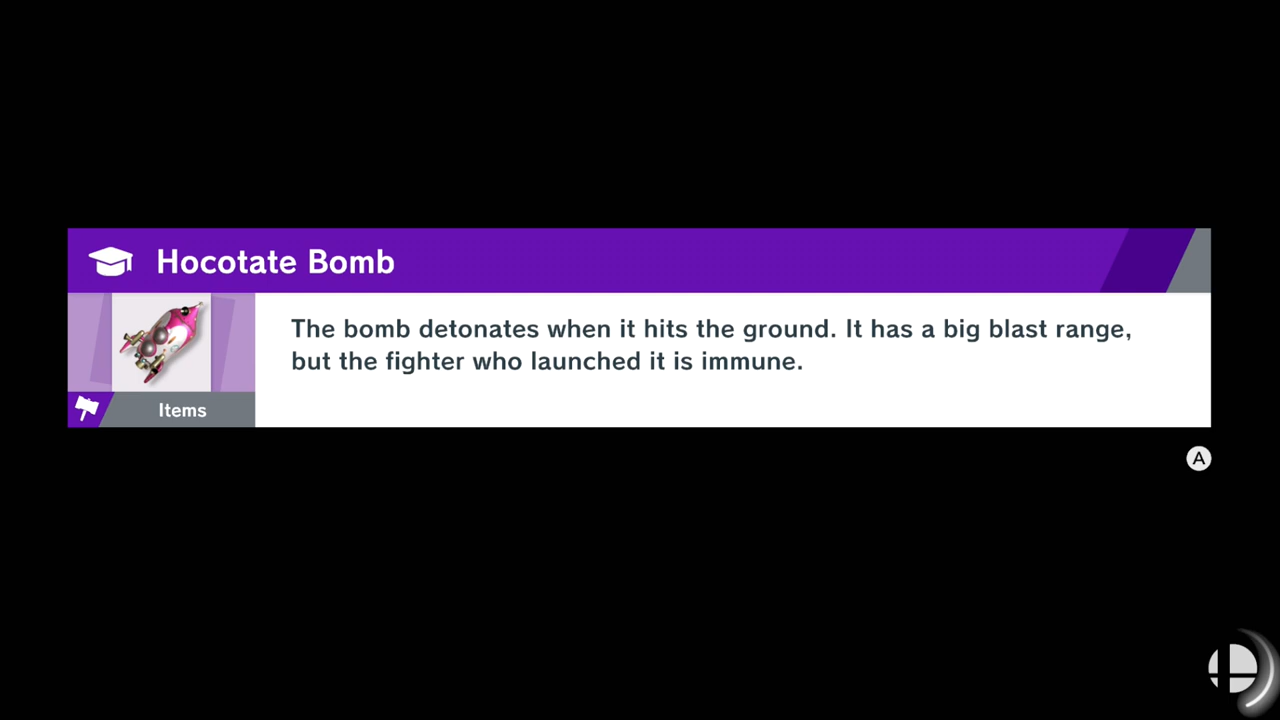 Hocotate Bomb
The bomb detonates when it hits the ground. It has a big blast range,
but the fighter who launched it is immune.
Items
A